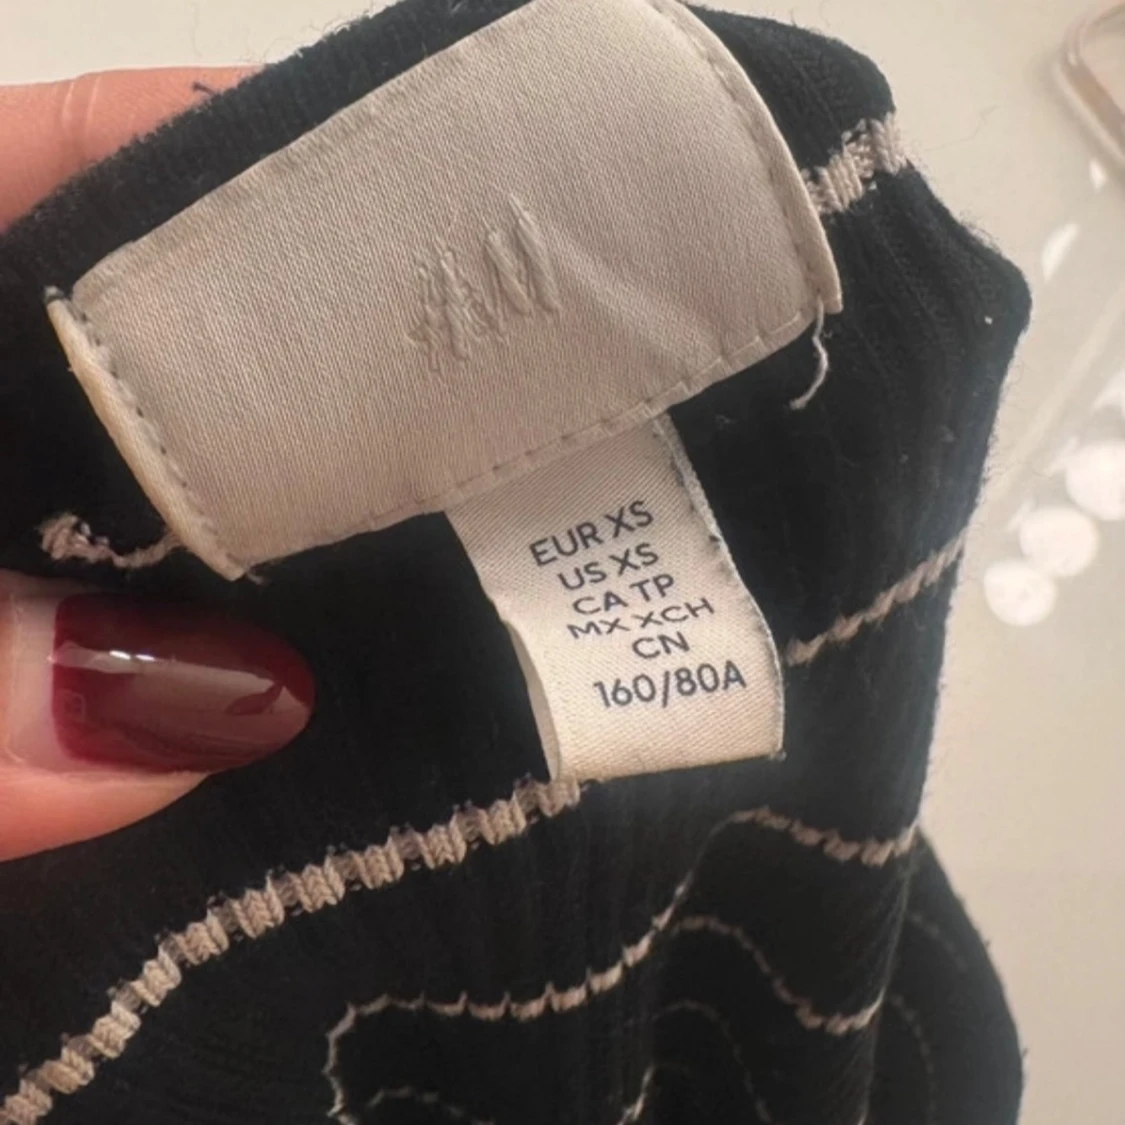 H&M
EUR XS
US XS
CA TP
MX XCH
CN
160/80A